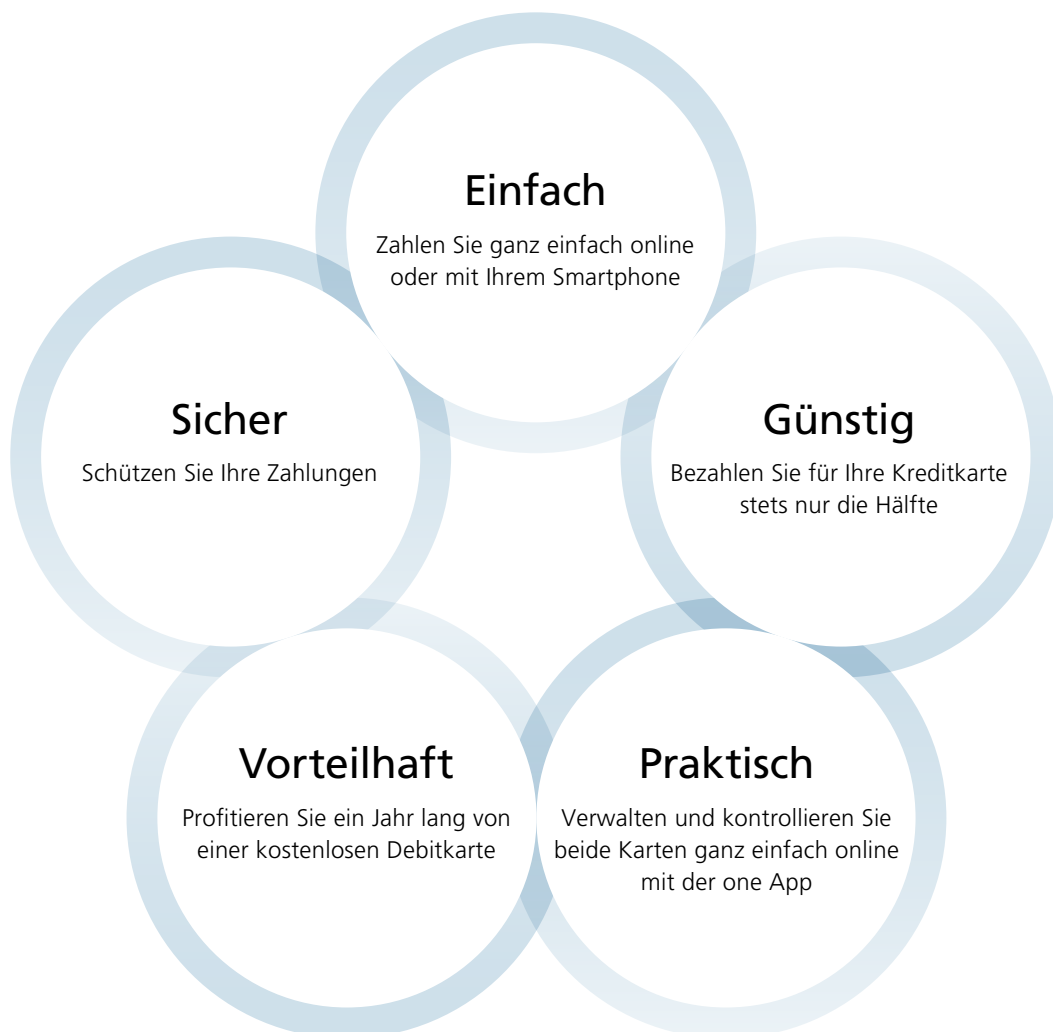 Einfach
Zahlen Sie ganz einfach online
oder mit Ihrem Smartphone
Sicher
Schützen Sie Ihre Zahlungen
Günstig
Bezahlen Sie für Ihre Kreditkarte
stets nur die Hälfte
Vorteilhaft
Profitieren Sie ein Jahr lang von
einer kostenlosen Debitkarte
Praktisch
Verwalten und kontrollieren Sie
beide Karten ganz einfach online
mit der one App